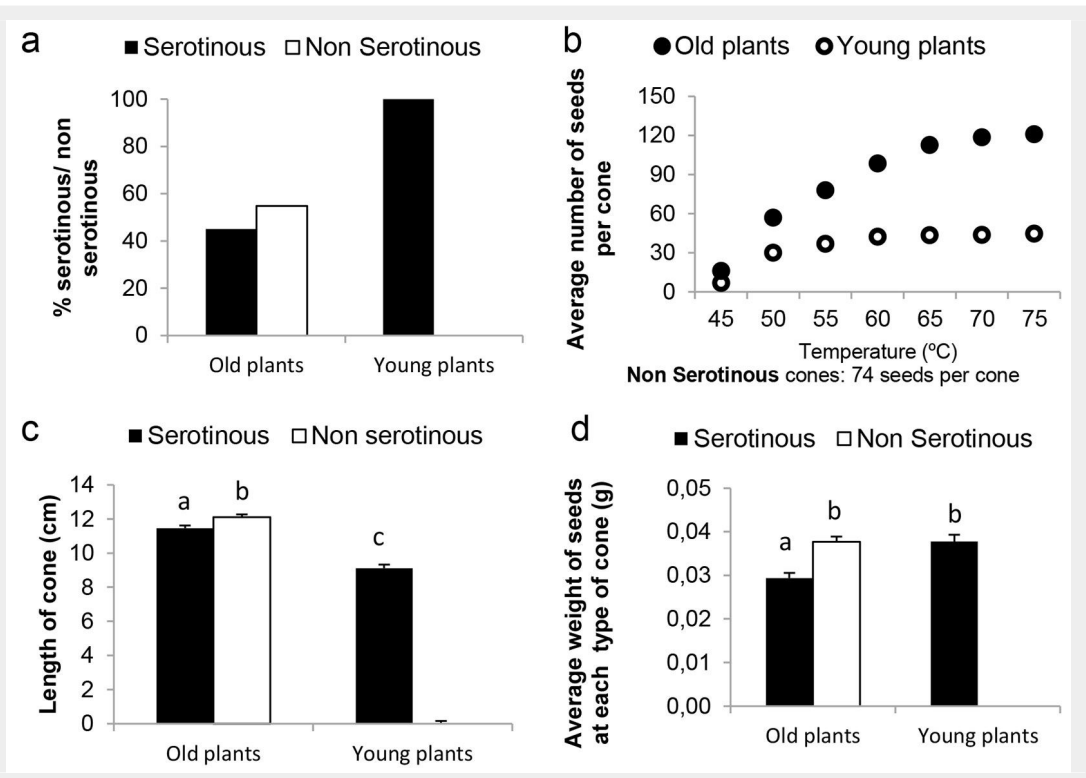 a
■ Serotinous □ Non Serotinous
% serotinous/ non
serotinous
100
80
60
40
20
0
Old plants Young plants
b
● Old plants ○ Young plants
Average number of seeds
per cone
150
120
90
60
30
0
45 50 55 60 65 70 75
Temperature (ºC)
Non Serotinous cones: 74 seeds per cone
c
■ Serotinous □ Non serotinous
Length of cone (cm)
14
12
10
8
6
4
2
0
a b c
Old plants Young plants
d
■ Serotinous □ Non Serotinous
Average weight of seeds
at each type of cone (g)
0,05
0,04
0,03
0,02
0,01
0,00
a b b
Old plants Young plants